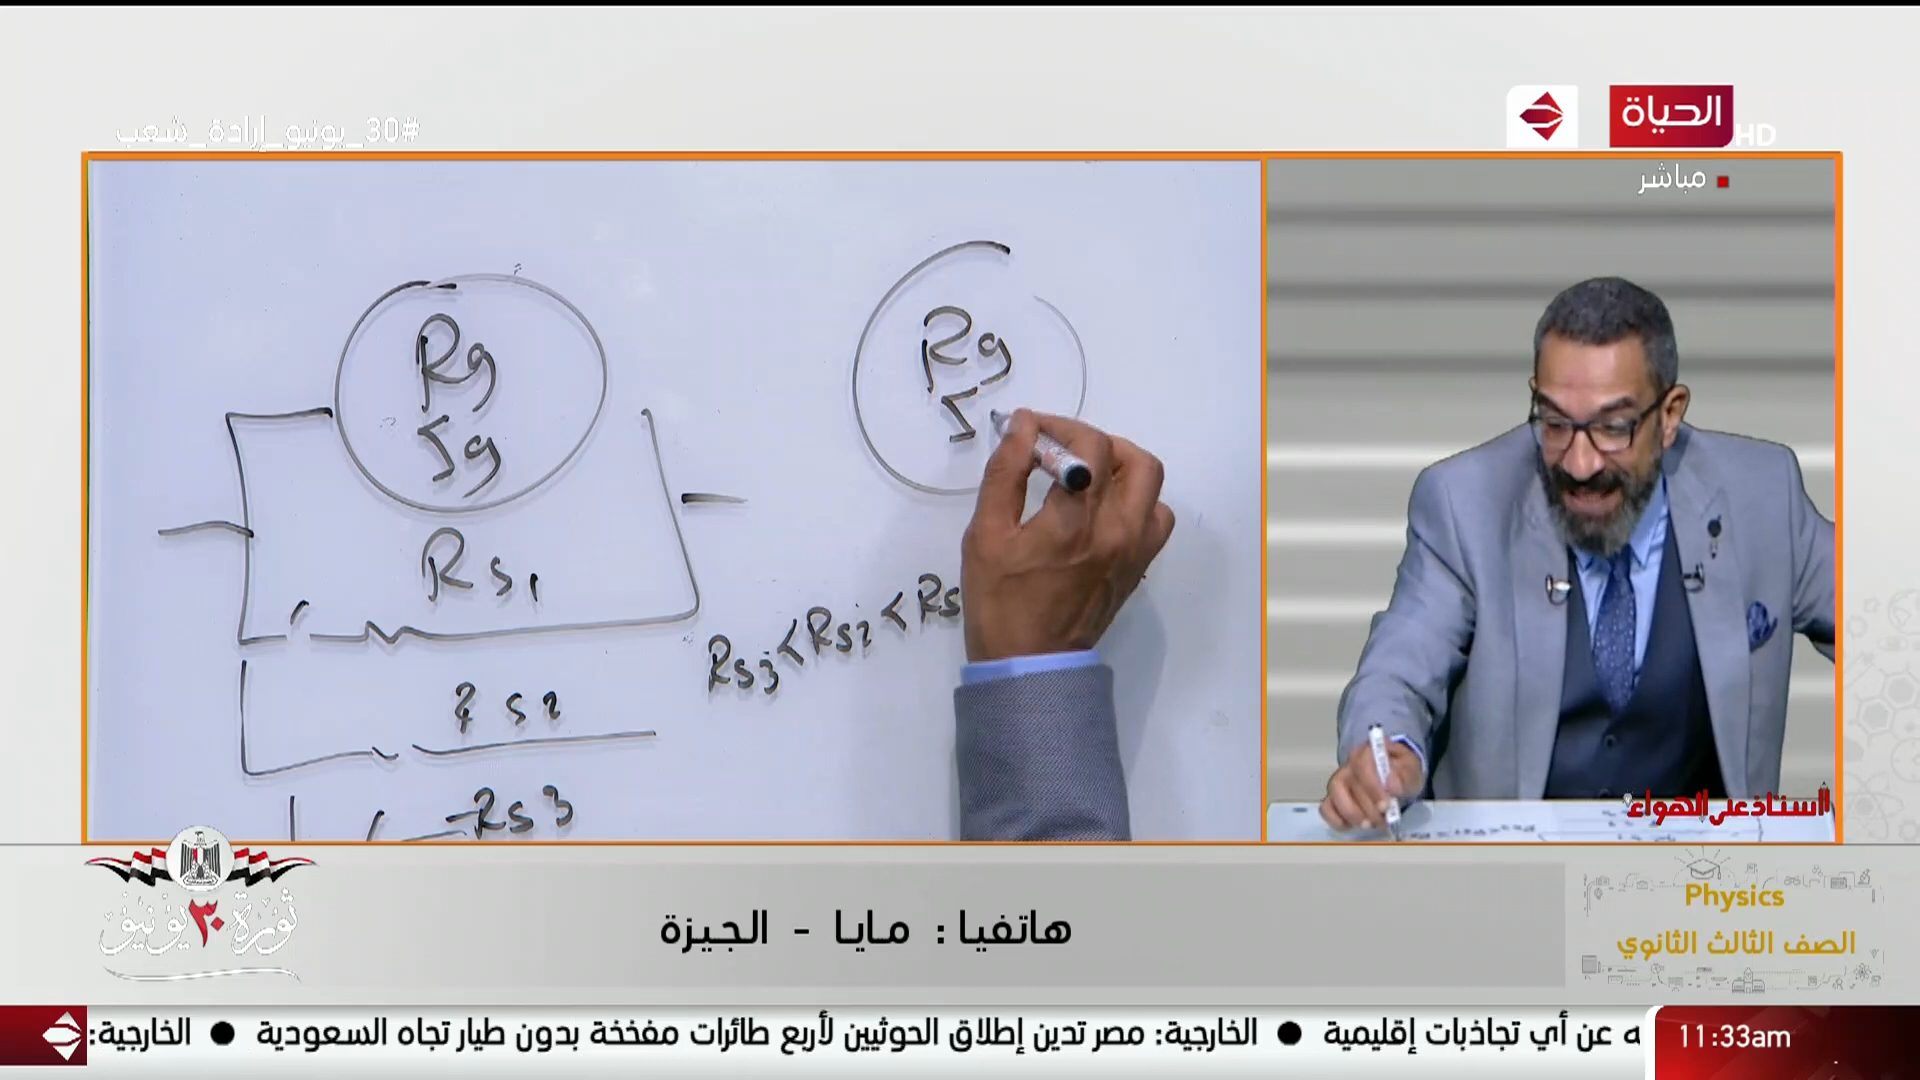 #30_يونيو_إرادة_شعب
الحياة
HD
مباشر
Rg
Ig
Rs1
Rs2
Rs3
Rs3 < Rs2 < Rs
Rg
I
أستاذ على الهواء
ثورة ٣٠ يونيو
هاتفيا : مايا - الجيزة
Physics
الصف الثالث الثانوي
ه عن أي تجاذبات إقليمية ● الخارجية: مصر تدين إطلاق الحوثيين لأربع طائرات مفخخة بدون طيار تجاه السعودية ● الخارجية:
11:33am